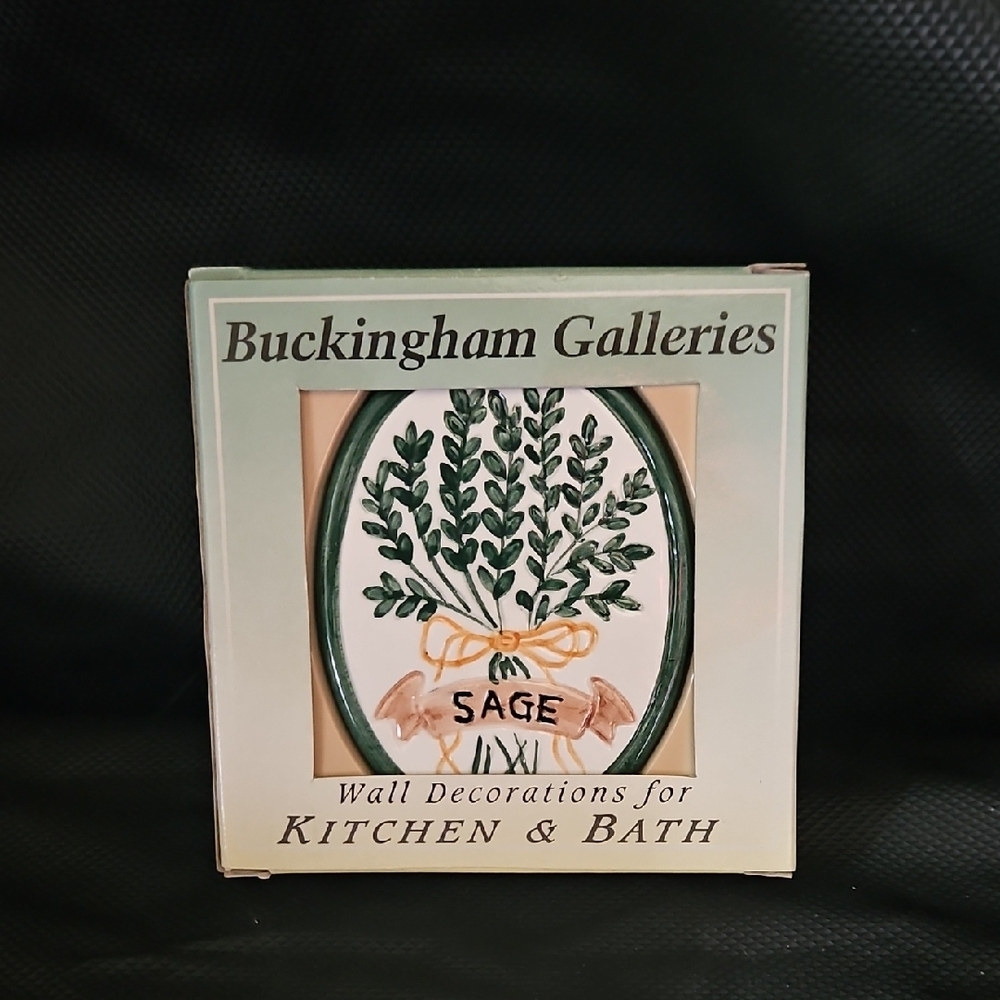 Buckingham Galleries
SAGE
Wall Decorations for
KITCHEN & BATH